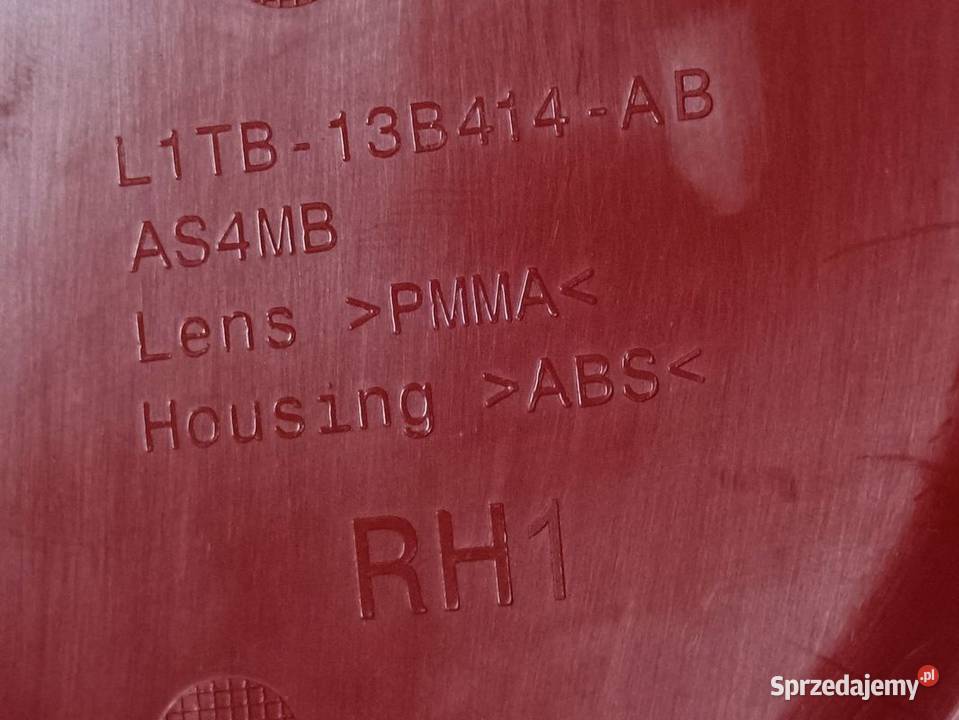 L1TB-13B414-AB
AS4MB
Lens >PMMA<
Housing >ABS<
RH1
Sprzedajemy.pl